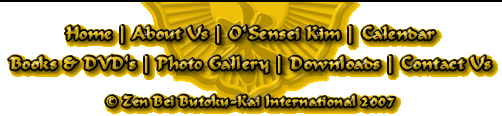 Home | About Us | O'Sensei Kim | Calendar
Books & DVD's | Photo Gallery | Downloads | Contact Us
© Zen Bei Butoku-Kai International 2007